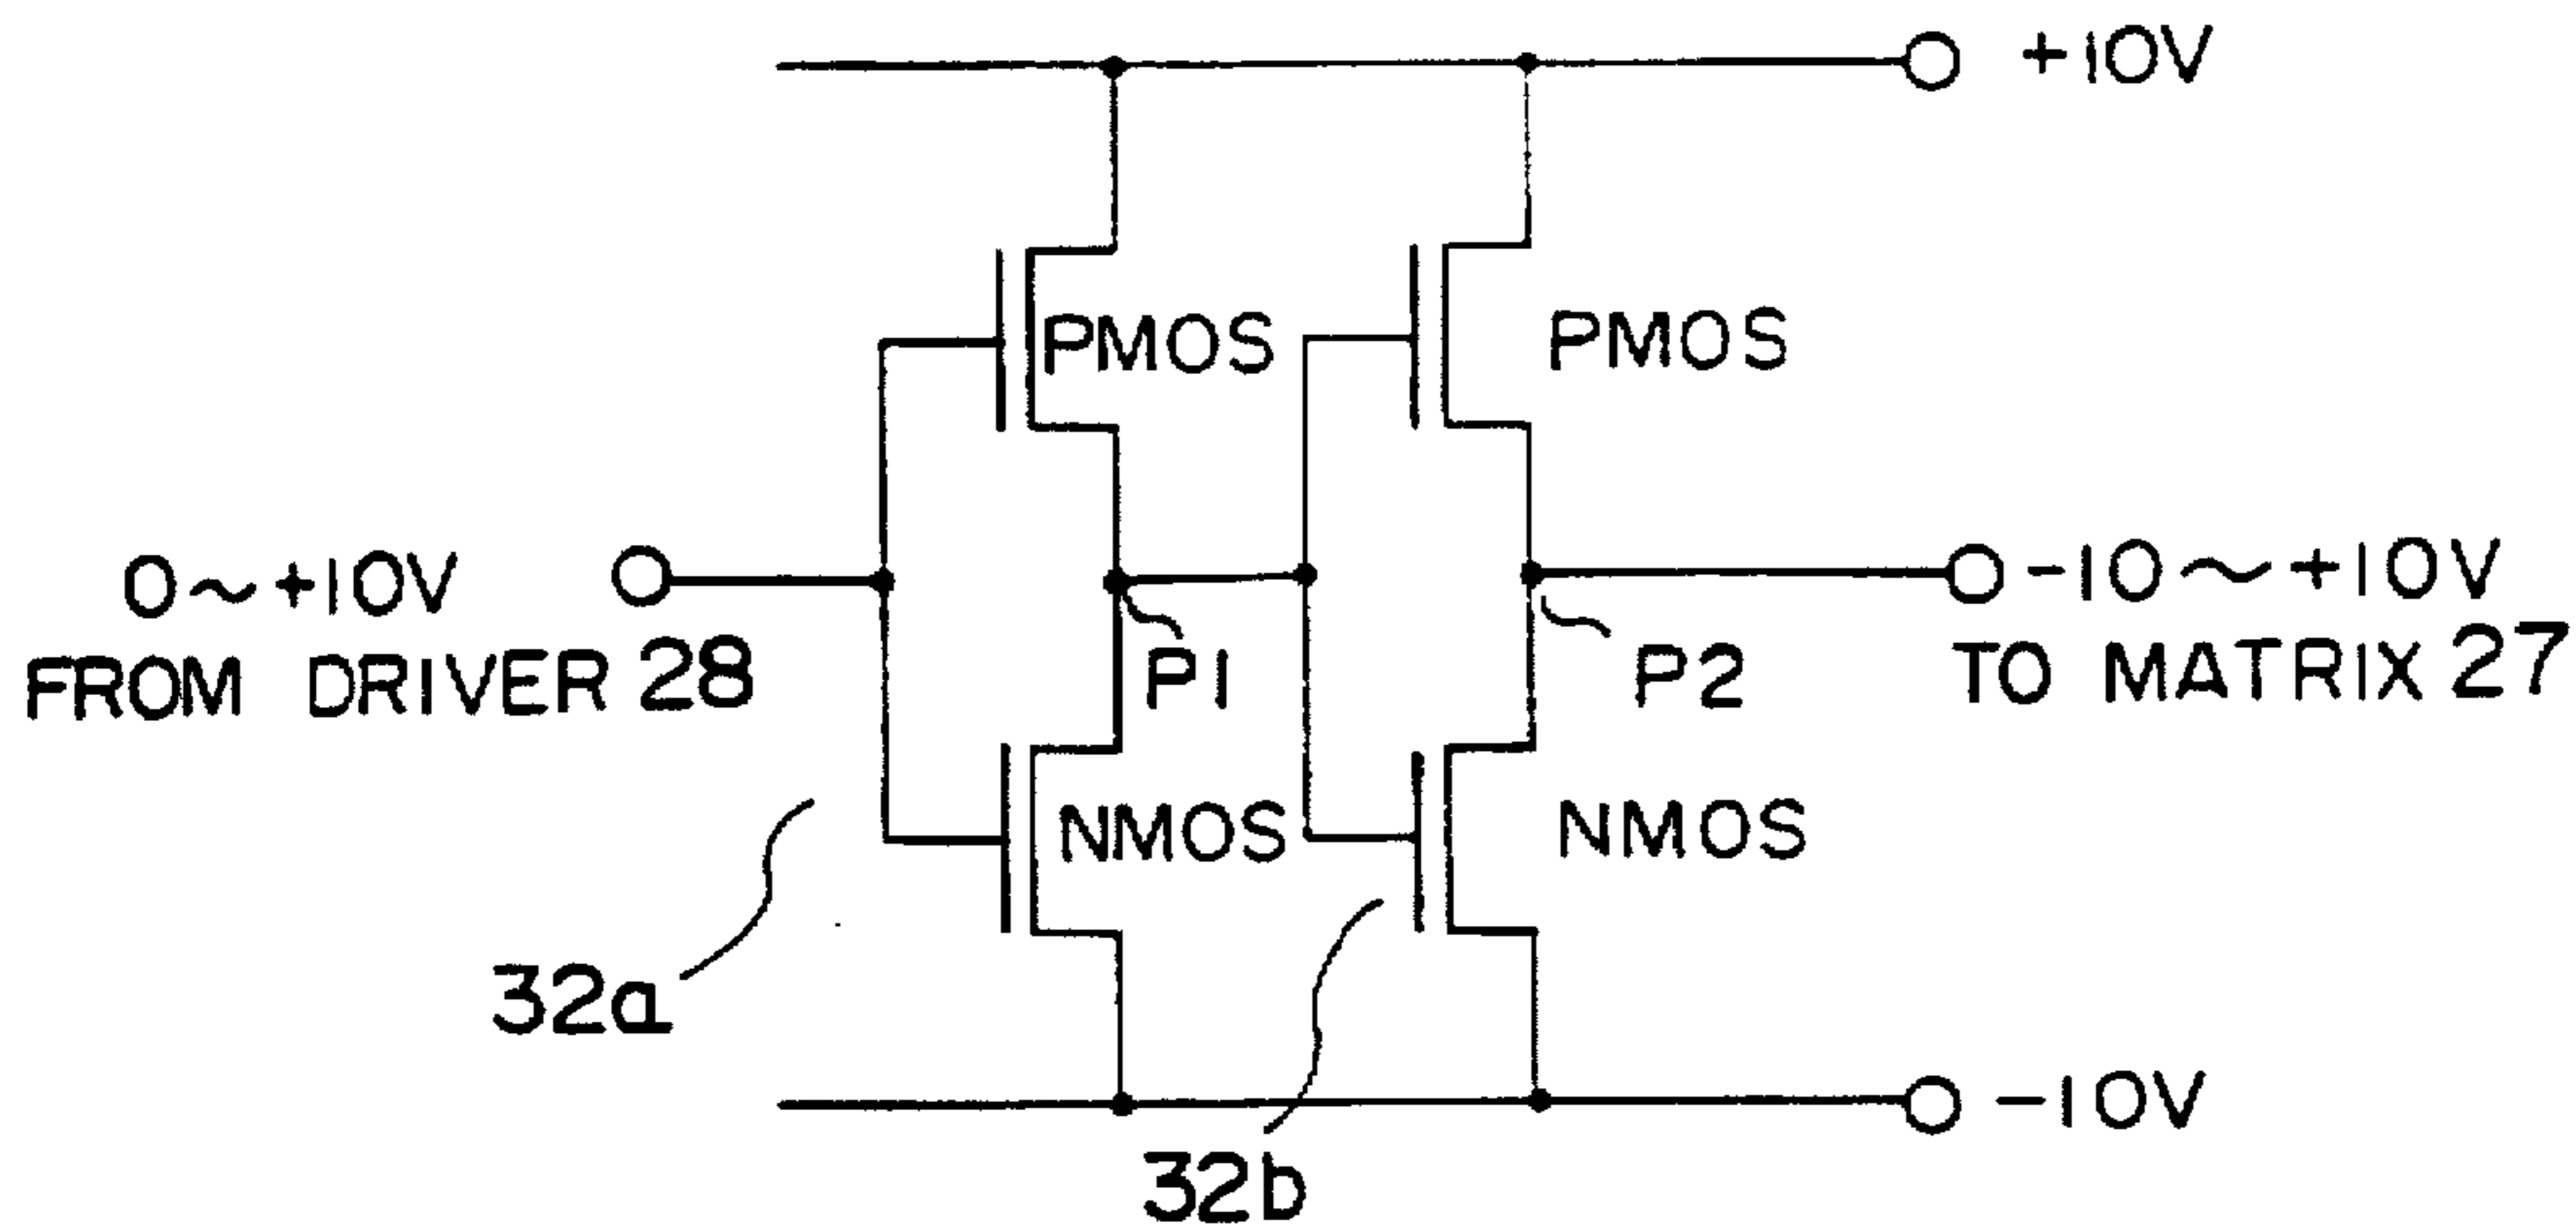 +10V
PMOS
PMOS
0~+10V
FROM DRIVER 28
P1
P2
-10~+10V
TO MATRIX 27
NMOS
NMOS
32a
32b
-10V